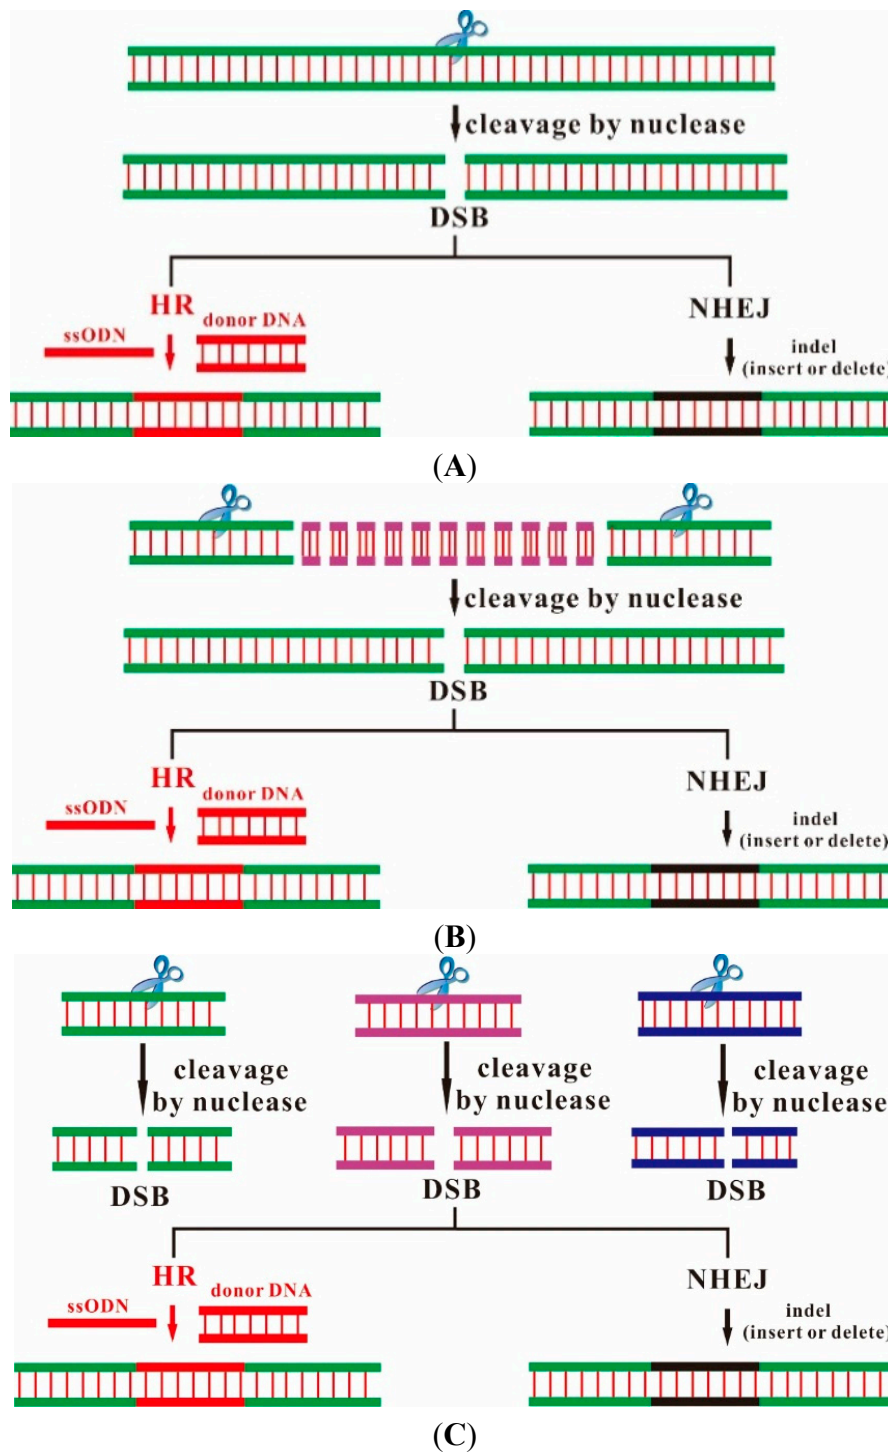 cleavage by nuclease
DSB
HR
NHEJ
ssODN
donor DNA
indel
(insert or delete)
(A)
cleavage by nuclease
DSB
HR
NHEJ
ssODN
donor DNA
indel
(insert or delete)
(B)
cleavage
by nuclease
cleavage
by nuclease
cleavage
by nuclease
DSB
DSB
DSB
HR
NHEJ
ssODN
donor DNA
indel
(insert or delete)
(C)